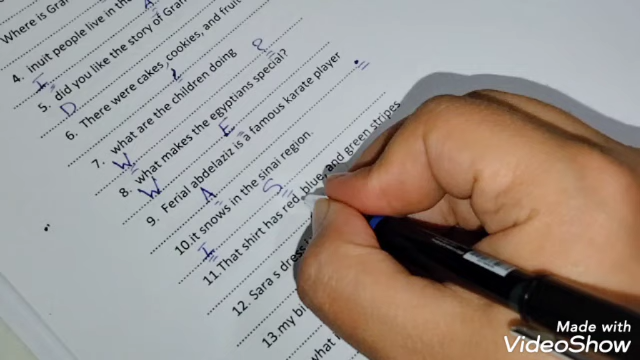 Where is Gran
4. inuit people live in the
A
I
5. did you like the story of Gran
D
6. There were cakes, cookies, and fruit
7. what are the children doing ?
W
8. what makes the egyptians special?
W E
9. Ferial abdelaziz is a famous karate player .
A
10.it snows in the sinai region.
I S
11.That shirt has red, blue, and green stripes
12. Sara s dress
13 my bi
what
Made with
VideoShow